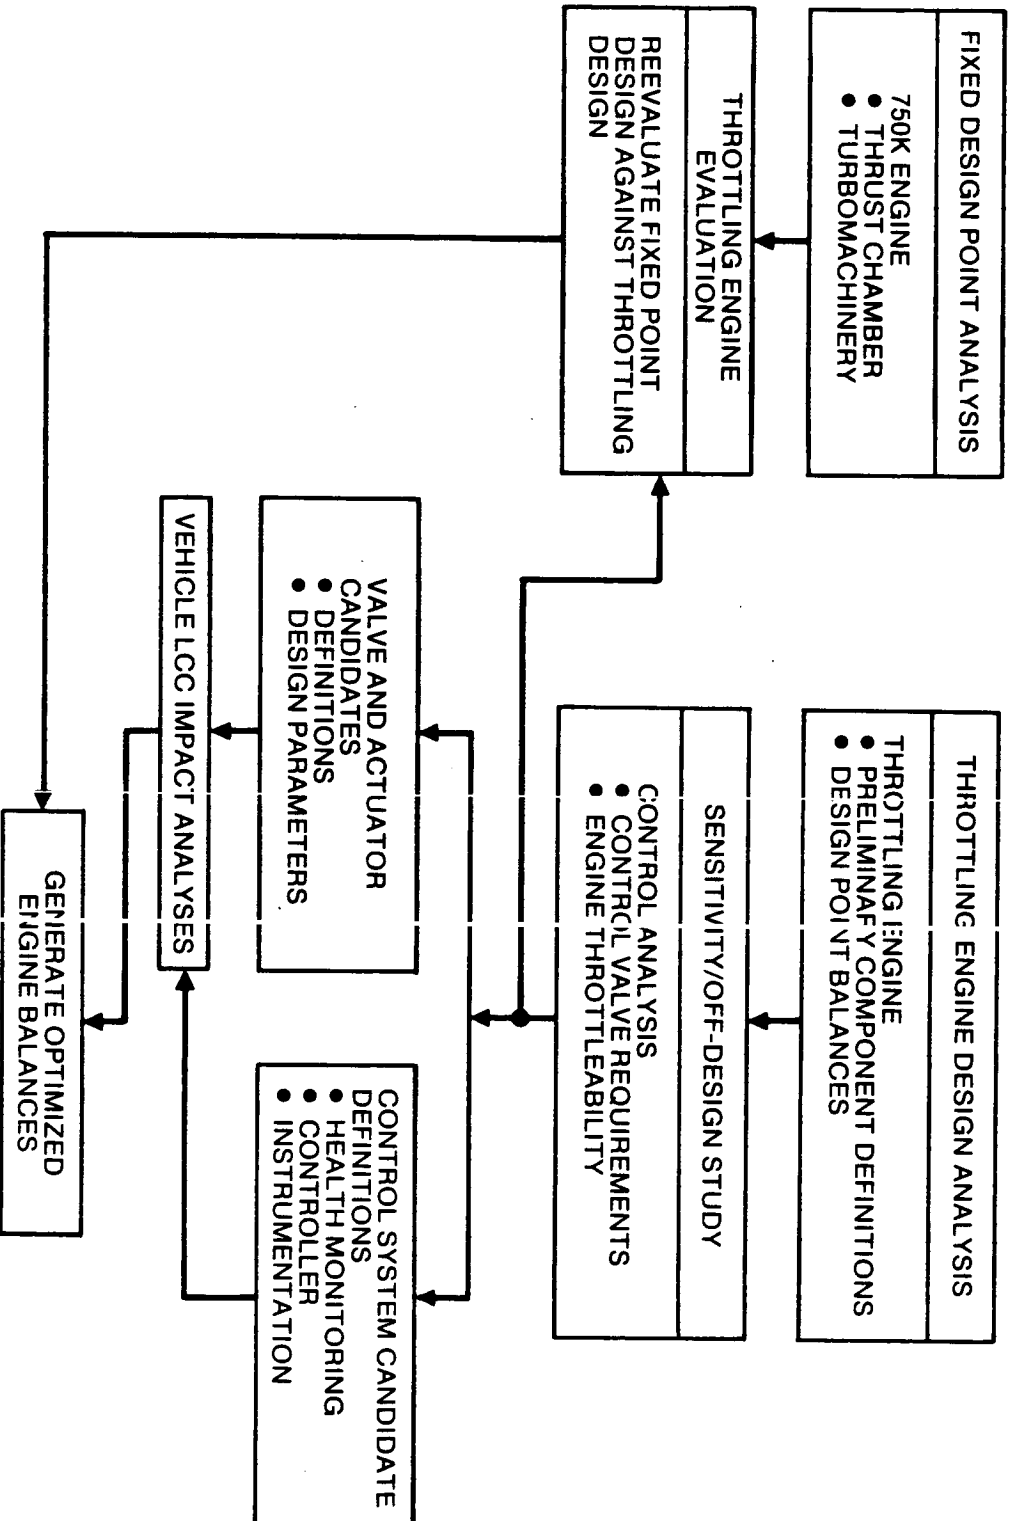 FIXED DESIGN POINT ANALYSIS
750K ENGINE
● THRUST CHAMBER
● TURBOMACHINERY
THROTTLING ENGINE
EVALUATION
REEVALUATE FIXED POINT
DESIGN AGAINST THROTTLING
DESIGN
THROTTLING ENGINE DESIGN ANALYSIS
THROTTLING ENGINE
● PRELIMINARY COMPONENT DEFINITIONS
● DESIGN POINT BALANCES
SENSITIVITY/OFF-DESIGN STUDY
CONTROL ANALYSIS
● CONTROL VALVE REQUIREMENTS
● ENGINE THROTTLEABILITY
VALVE AND ACTUATOR
CANDIDATES
● DEFINITIONS
● DESIGN PARAMETERS
CONTROL SYSTEM CANDIDATE
DEFINITIONS
● HEALTH MONITORING
● CONTROLLER
● INSTRUMENTATION
VEHICLE LCC IMPACT ANALYSES
GENERATE OPTIMIZED
ENGINE BALANCES